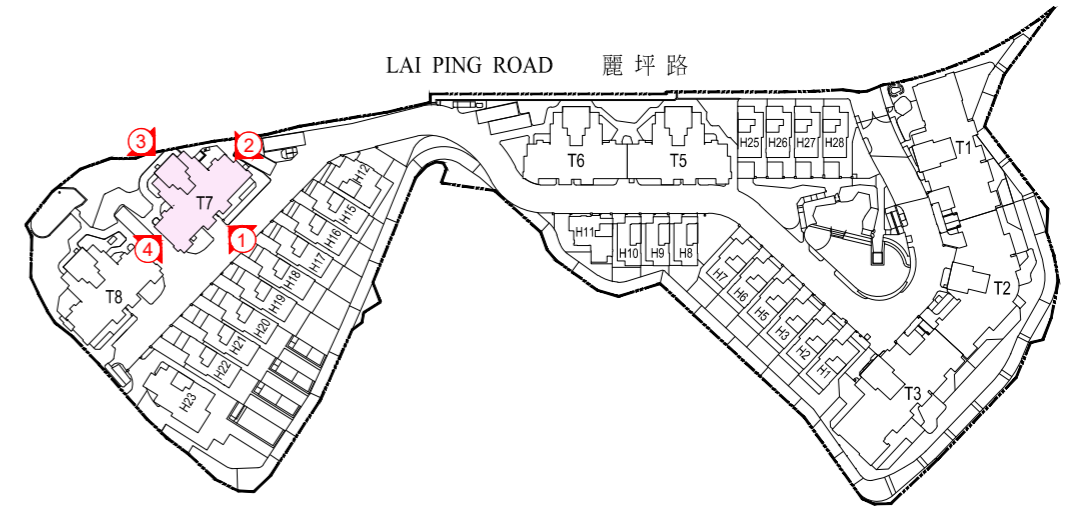 LAI PING ROAD 麗坪路
3
2
T7
1
4
T8
H12
H15
H16
H17
H18
H19
H20
H21
H22
H23
T6
T5
H25
H26
H27
H28
T1
H11
H10
H9
H8
H7
H6
H5
H3
H2
H1
T2
T3